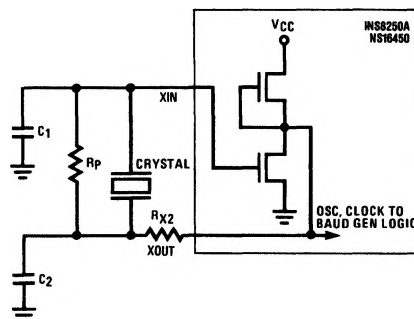 VCC
INS8250A
NS16450
XIN
C1
RP
CRYSTAL
RX2
XOUT
OSC, CLOCK TO
BAUD GEN LOGIC
C2